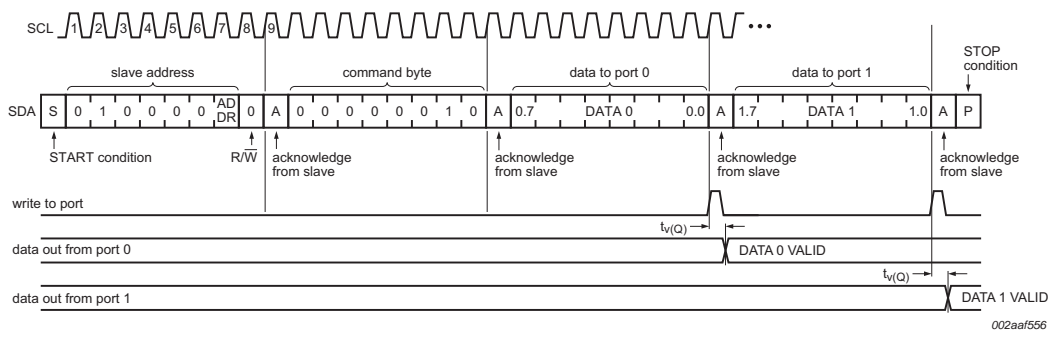 SCL 1 2 3 4 5 6 7 8 9 •••
STOP condition
slave address command byte data to port 0 data to port 1
SDA S 0 1 0 0 0 0 AD DR 0 A 0 0 0 0 0 0 1 0 A 0.7 DATA 0 0.0 A 1.7 DATA 1 1.0 A P
START condition R/W̅ acknowledge from slave acknowledge from slave acknowledge from slave acknowledge from slave
write to port
tv(Q)
data out from port 0 DATA 0 VALID
tv(Q)
data out from port 1 DATA 1 VALID
002aaf556